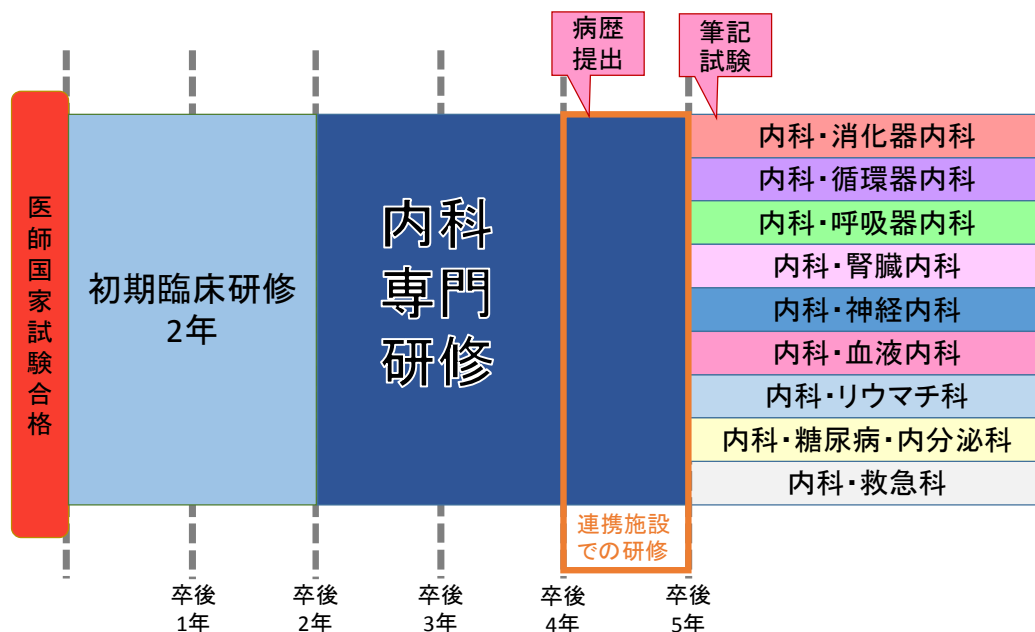 病歴
提出
筆記
試験
医師国家試験合格
初期臨床研修
2年
内科
専門
研修
内科・消化器内科
内科・循環器内科
内科・呼吸器内科
内科・腎臓内科
内科・神経内科
内科・血液内科
内科・リウマチ科
内科・糖尿病・内分泌科
内科・救急科
連携施設
での研修
卒後
1年
卒後
2年
卒後
3年
卒後
4年
卒後
5年